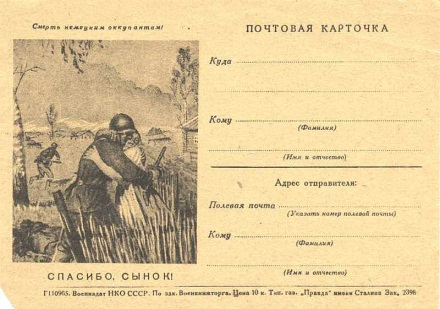 Смерть немецким оккупантам!
СПАСИБО, СЫНОК!
ПОЧТОВАЯ КАРТОЧКА
Куда
Кому
(Фамилия)
(Имя и отчество)
Адрес отправителя:
Полевая почта
(Указать номер полевой почты)
Кому
(Фамилия)
(Имя и отчество)
Г110965. Воениздат НКО СССР. По зак. Военкниготорга. Цена 10 к. Тип. газ. „Правда" имени Сталина Зак. 2398